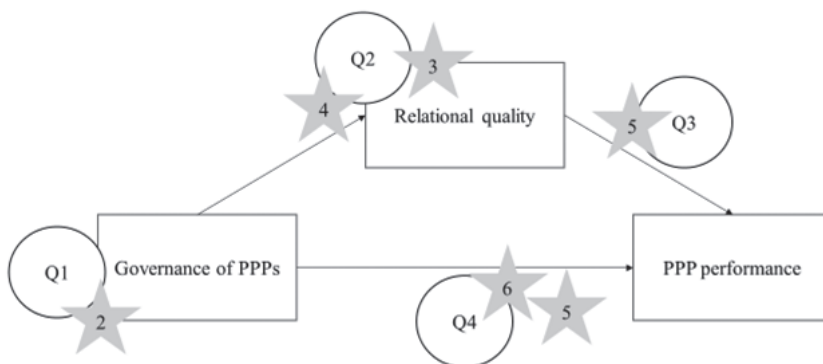 Q2
3
4
Relational quality
5
Q3
Q1
Governance of PPPs
2
PPP performance
6
5
Q4